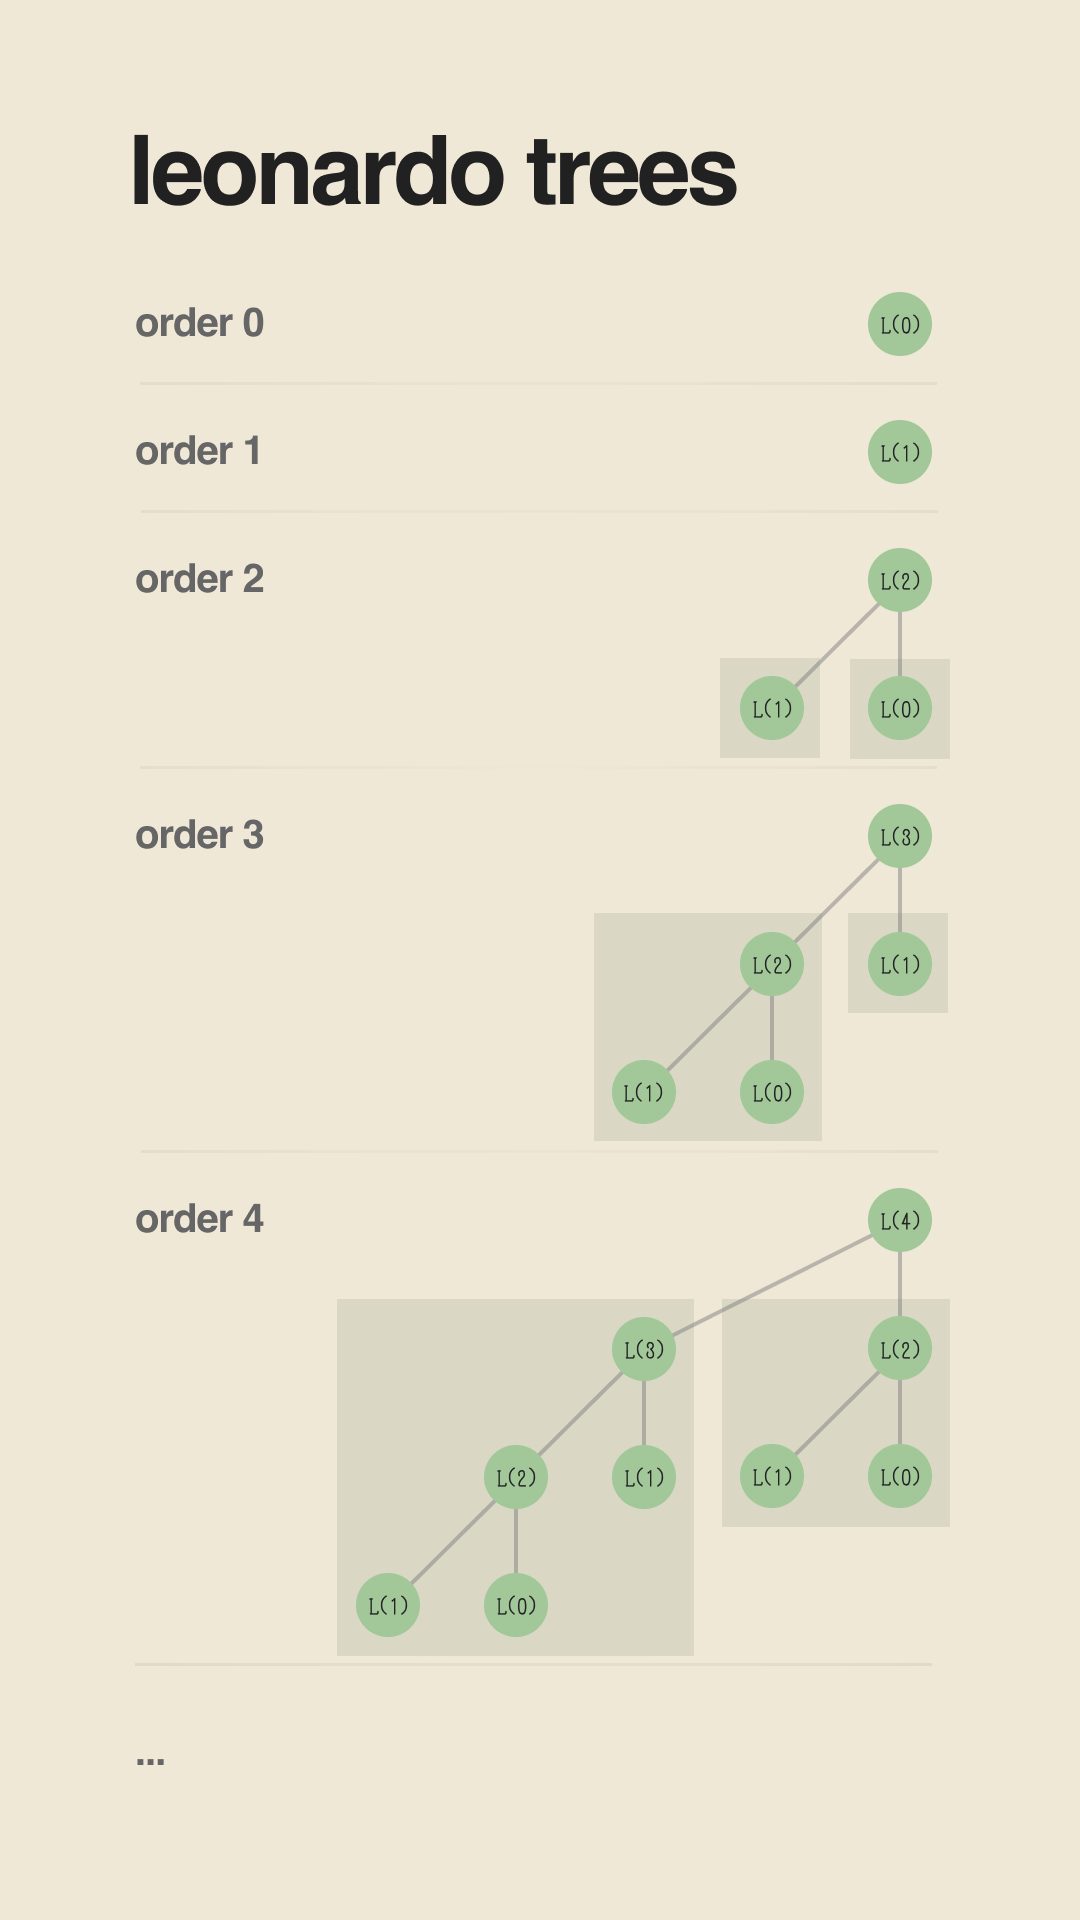 leonardo trees
order 0 L(0)
order 1 L(1)
order 2 L(2)
L(1) L(0)
order 3 L(3)
L(2) L(1)
L(1) L(0)
order 4 L(4)
L(3) L(2)
L(2) L(1) L(1) L(0)
L(1) L(0)
...